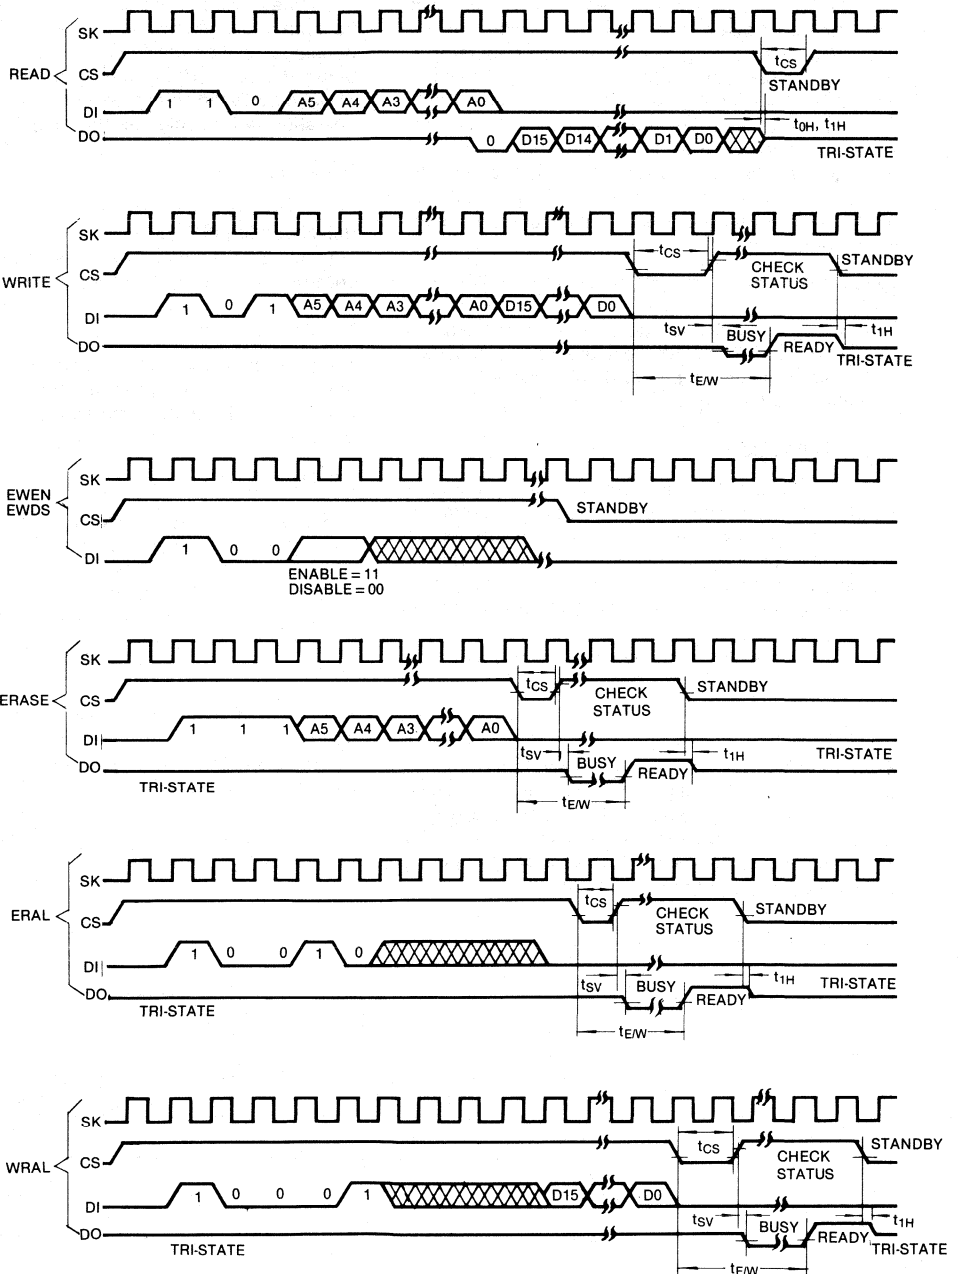 SK
READ
CS
tCS
STANDBY
DI 1 1 0 A5 A4 A3 A0
DO 0 D15 D14 D1 D0
t0H, t1H
TRI-STATE
SK
WRITE
CS
tCS
CHECK
STATUS
STANDBY
DI 1 0 1 A5 A4 A3 A0 D15 D0
tSV
BUSY
t1H
DO
READY
TRI-STATE
tE/W
SK
EWEN
EWDS
CS
STANDBY
DI 1 0 0
ENABLE = 11
DISABLE = 00
SK
ERASE
CS
tCS
CHECK
STATUS
STANDBY
DI 1 1 1 A5 A4 A3 A0
tSV
BUSY
t1H
TRI-STATE
DO
READY
TRI-STATE
tE/W
SK
ERAL
CS
tCS
CHECK
STATUS
STANDBY
DI 1 0 0 1 0
tSV
BUSY
t1H
TRI-STATE
DO
READY
TRI-STATE
tE/W
SK
WRAL
CS
tCS
CHECK
STATUS
STANDBY
DI 1 0 0 0 1 D15 D0
tSV
BUSY
t1H
DO
READY
TRI-STATE
TRI-STATE
tE/W